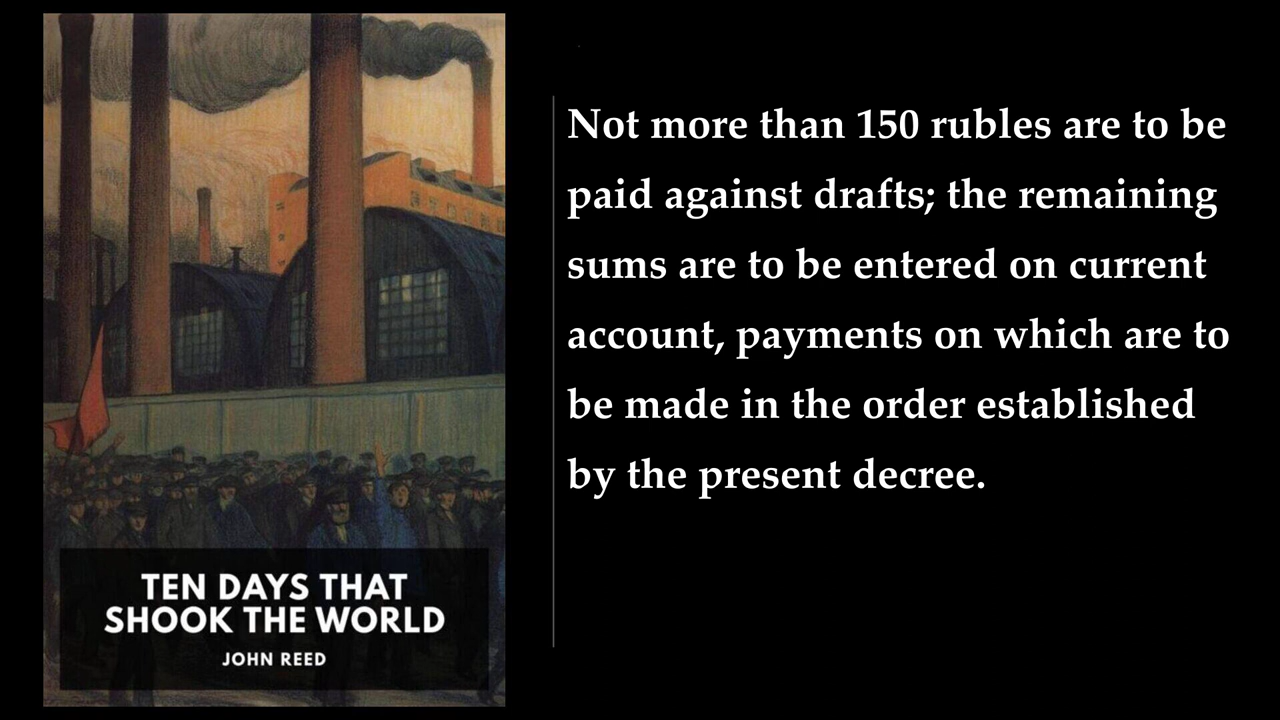 Not more than 150 rubles are to be
paid against drafts; the remaining
sums are to be entered on current
account, payments on which are to
be made in the order established
by the present decree.
TEN DAYS THAT
SHOOK THE WORLD
JOHN REED